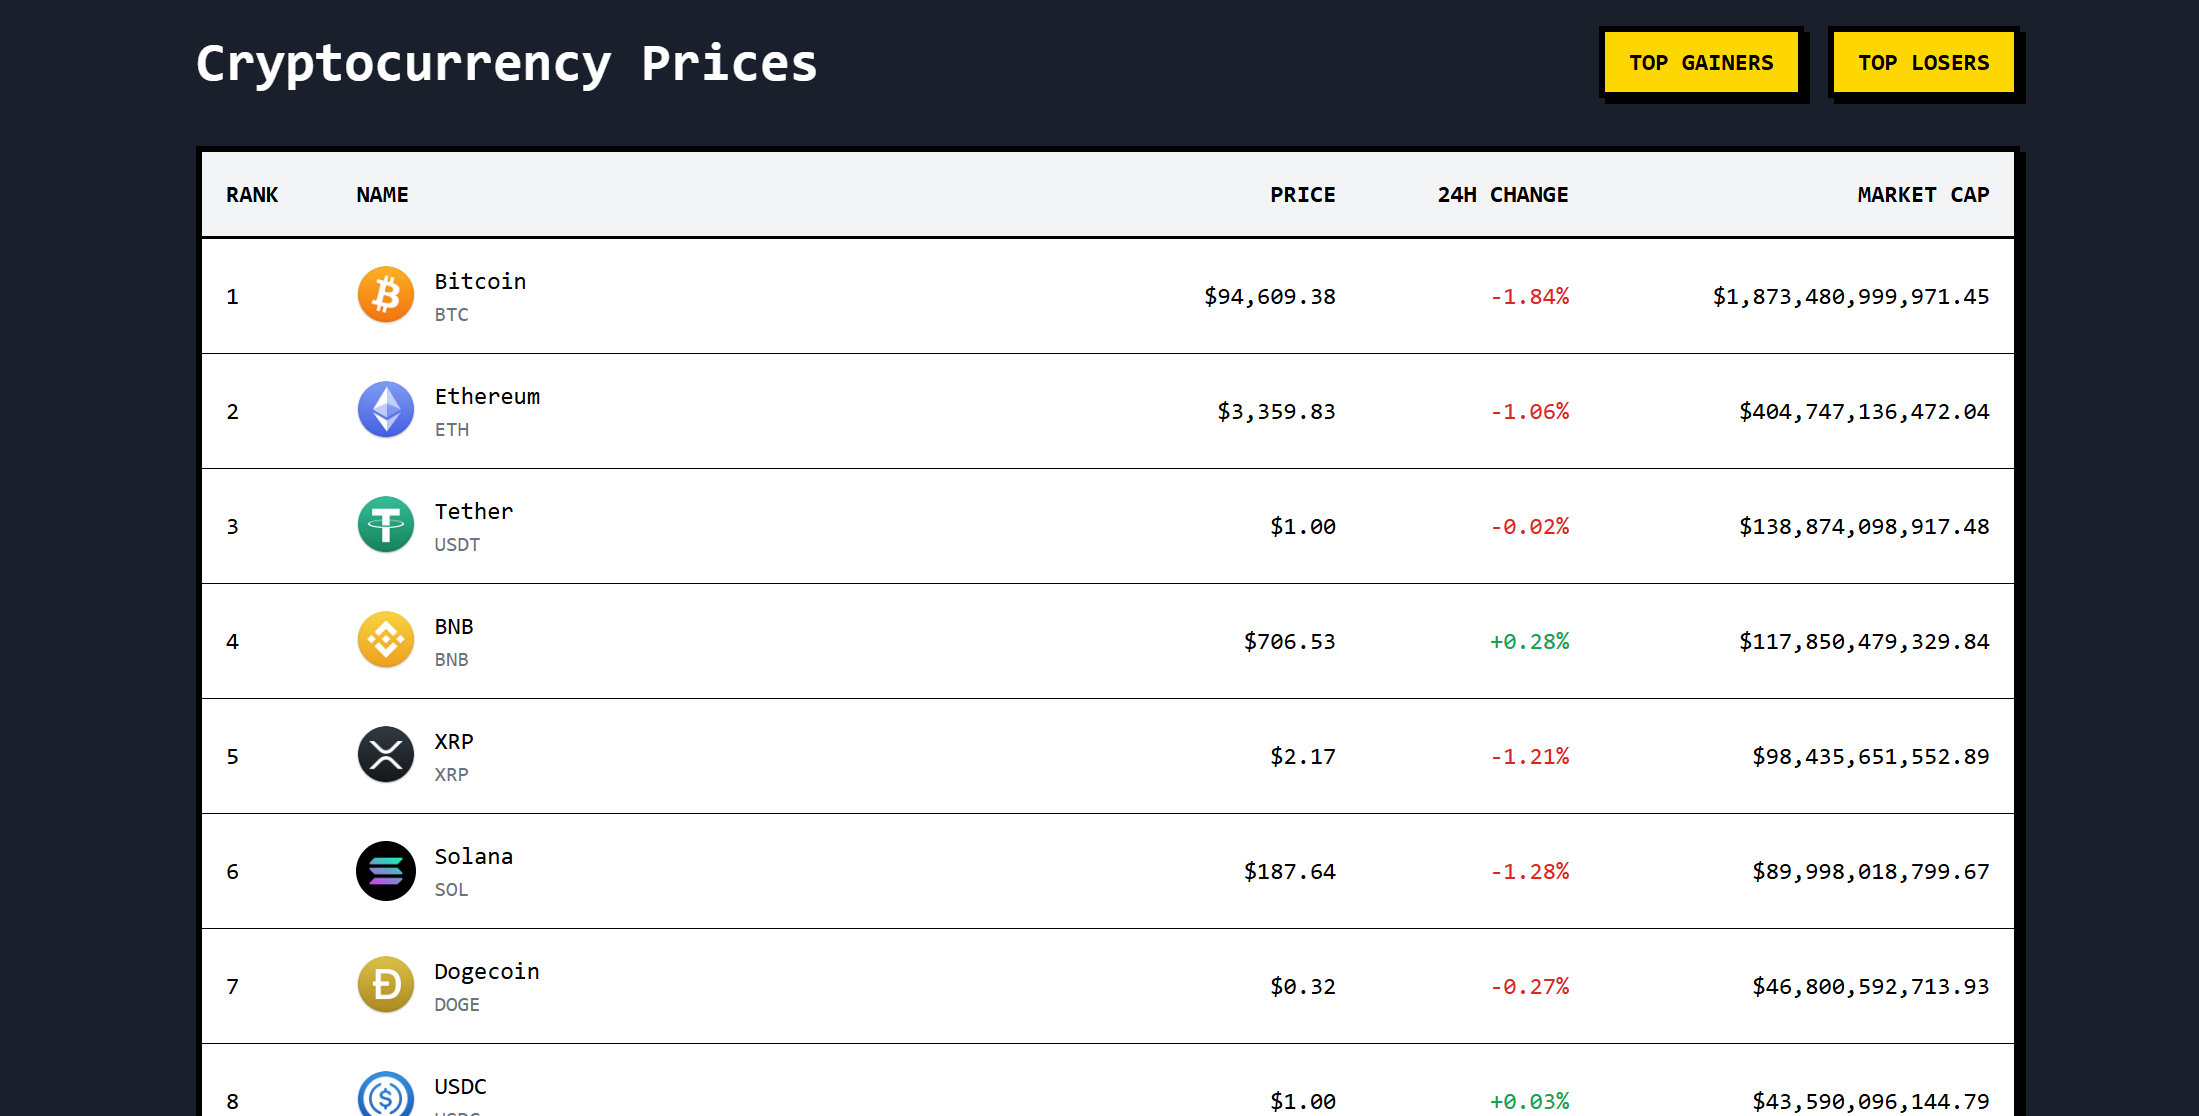 Cryptocurrency Prices
TOP GAINERS TOP LOSERS
RANK NAME PRICE 24H CHANGE MARKET CAP
1 Bitcoin $94,609.38 -1.84% $1,873,480,999,971.45
BTC
2 Ethereum $3,359.83 -1.06% $404,747,136,472.04
ETH
3 Tether $1.00 -0.02% $138,874,098,917.48
USDT
4 BNB $706.53 +0.28% $117,850,479,329.84
BNB
5 XRP $2.17 -1.21% $98,435,651,552.89
XRP
6 Solana $187.64 -1.28% $89,998,018,799.67
SOL
7 Dogecoin $0.32 -0.27% $46,800,592,713.93
DOGE
8 USDC $1.00 +0.03% $43,590,096,144.79